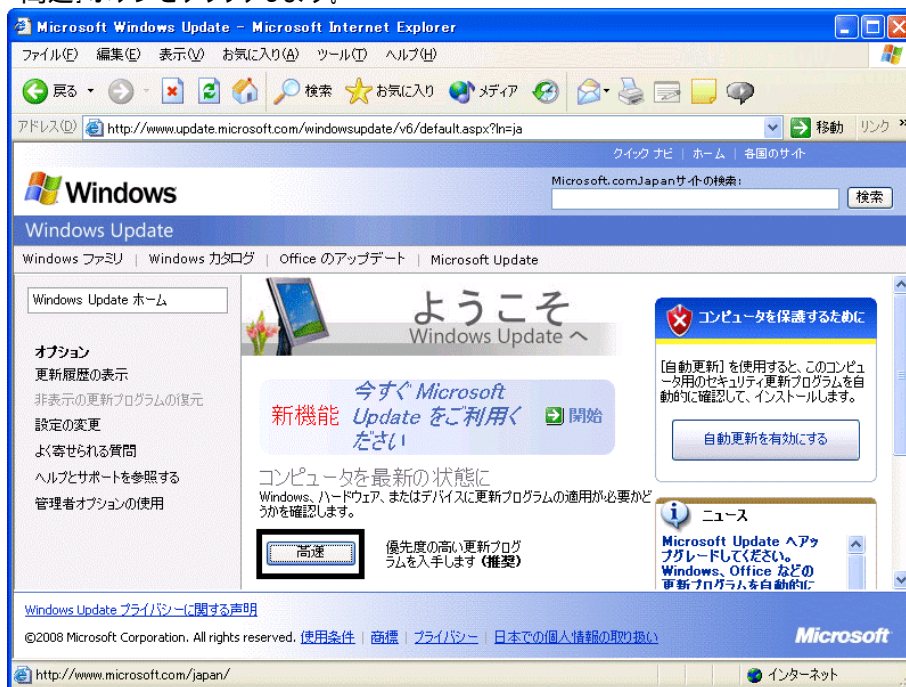 「高速」ボタンをクリックします。
Microsoft Windows Update - Microsoft Internet Explorer
ファイル(F) 編集(E) 表示(V) お気に入り(A) ツール(T) ヘルプ(H)
戻る 検索 お気に入り メディア
アドレス(D) http://www.update.microsoft.com/windowsupdate/v6/default.aspx?ln=ja 移動 リンク »
クイック ナビ | ホーム | 各国のサイト
Windows
Microsoft.comJapanサイトの検索:
検索
Windows Update
Windows ファミリ | Windows カタログ | Office のアップデート | Microsoft Update
Windows Update ホーム
オプション
更新履歴の表示
非表示の更新プログラムの復元
設定の変更
よく寄せられる質問
ヘルプとサポートを参照する
管理者オプションの使用
ようこそ
Windows Update へ
新機能
今すぐ Microsoft
Update をご利用く
ださい
開始
コンピュータを最新の状態に
Windows、ハードウェア、またはデバイスに更新プログラムの適用が必要かど
うかを確認します。
高速
優先度の高い更新プログ
ラムを入手します (推奨)
コンピュータを保護するために
[自動更新] を使用すると、このコンピュ
ータ用のセキュリティ更新プログラムを自
動的に確認して、インストールします。
自動更新を有効にする
ニュース
Microsoft Update へアッ
プグレードしてください。
Windows、Office などの
更新プログラムを自動的に
Windows Update プライバシーに関する声明
©2008 Microsoft Corporation. All rights reserved. 使用条件 | 商標 | プライバシー | 日本での個人情報の取り扱い
Microsoft
http://www.microsoft.com/japan/
インターネット